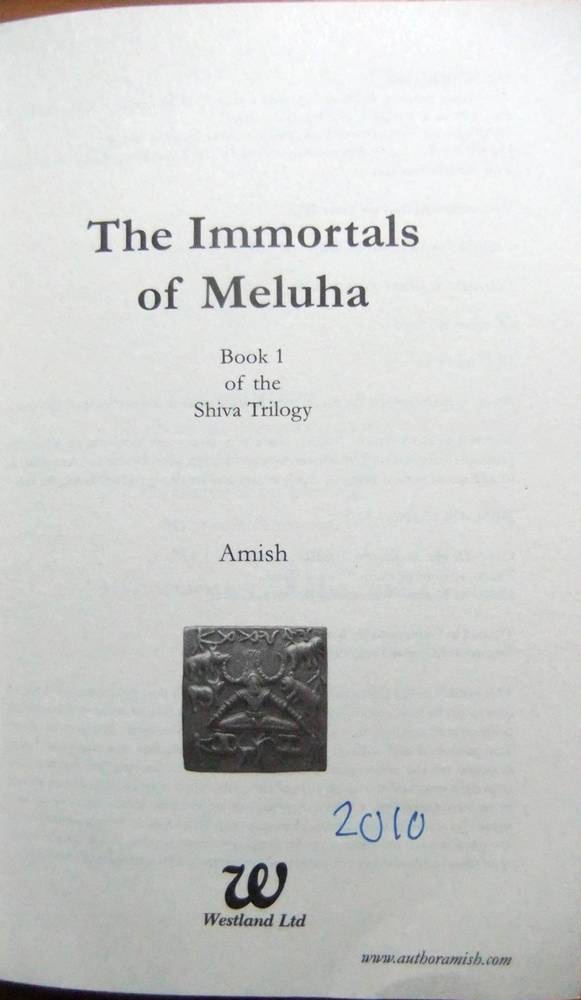 The Immortals
of Meluha
Book 1
of the
Shiva Trilogy
Amish
2010
w
Westland Ltd
www.authoramish.com